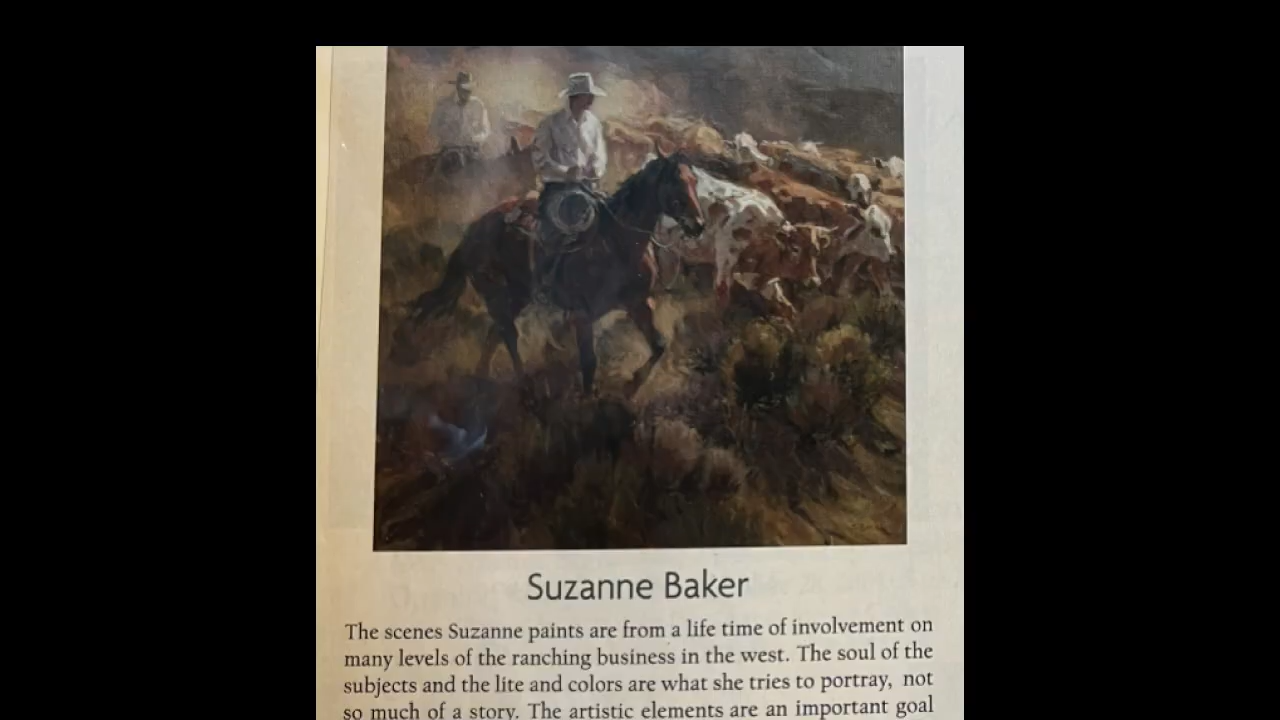 Suzanne Baker
The scenes Suzanne paints are from a life time of involvement on
many levels of the ranching business in the west. The soul of the
subjects and the lite and colors are what she tries to portray, not
so much of a story. The artistic elements are an important goal